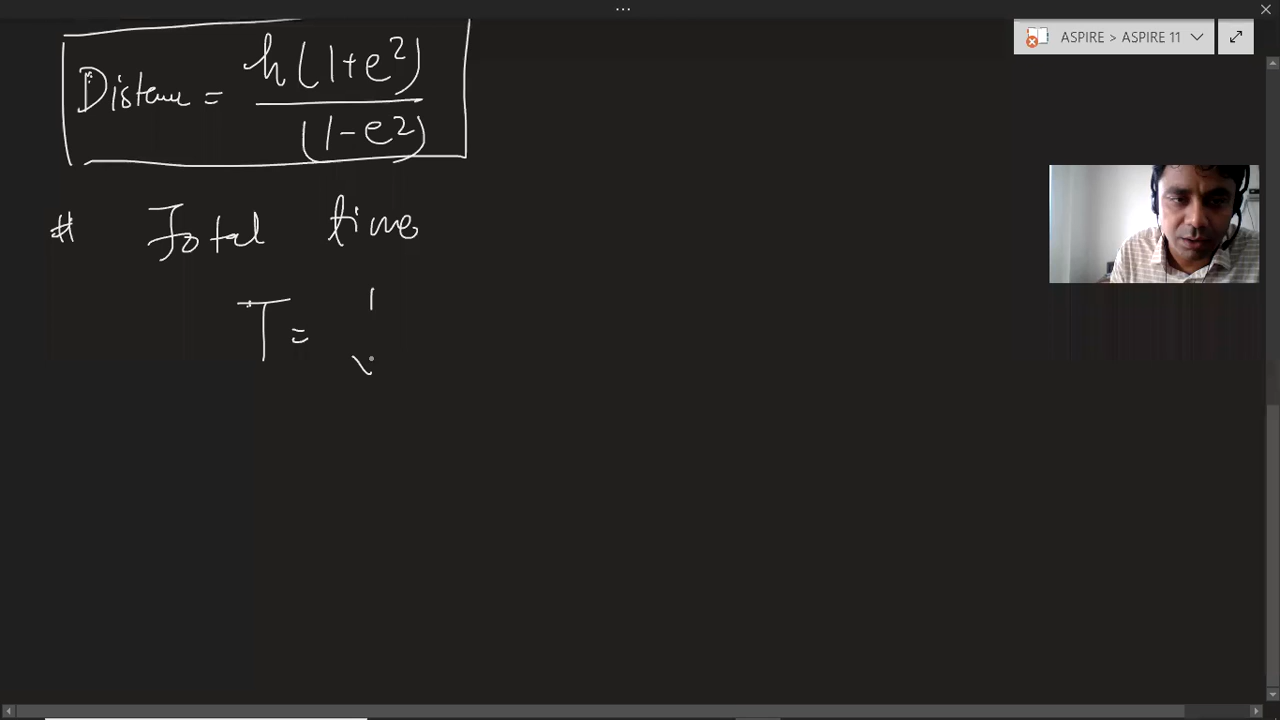 ...
ASPIRE > ASPIRE 11
Distance = h(1+e²)/(1-e²)
# Total time
T =